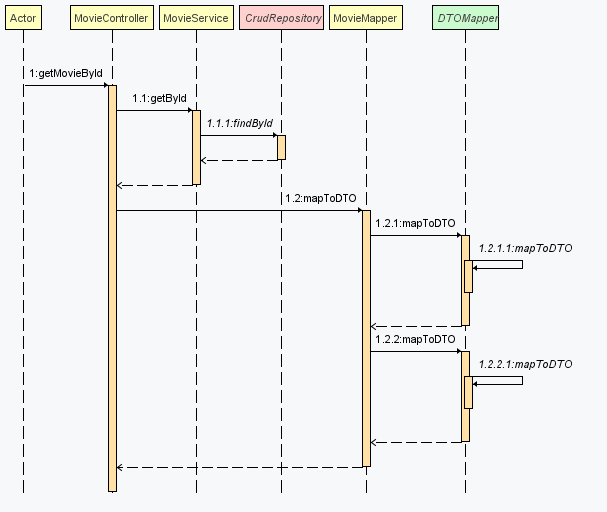 Actor
MovieController
MovieService
CrudRepository
MovieMapper
DTOMapper
1:getMovieById
1.1:getById
1.1.1:findById
1.2:mapToDTO
1.2.1:mapToDTO
1.2.1.1:mapToDTO
1.2.2:mapToDTO
1.2.2.1:mapToDTO